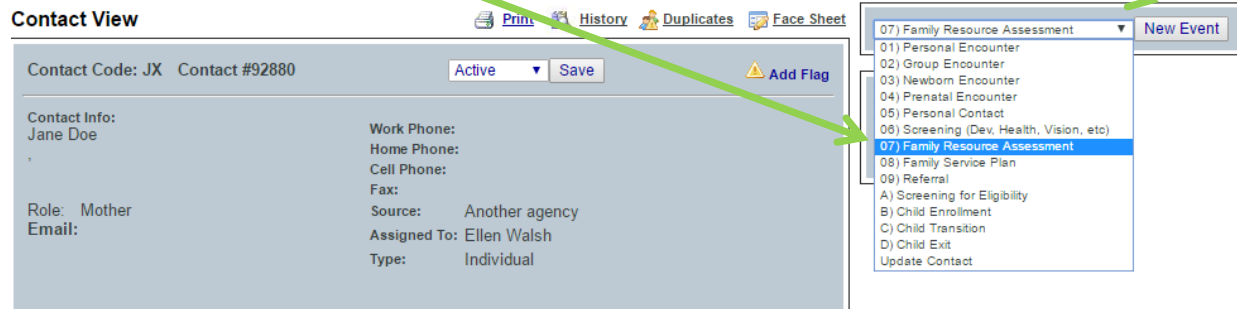 Contact View
Print History Duplicates Face Sheet
Contact Code: JX Contact #92880
Active Save
Add Flag
Contact Info:
Jane Doe
,
Role: Mother
Email:
Work Phone:
Home Phone:
Cell Phone:
Fax:
Source: Another agency
Assigned To: Ellen Walsh
Type: Individual
07) Family Resource Assessment New Event
01) Personal Encounter
02) Group Encounter
03) Newborn Encounter
04) Prenatal Encounter
05) Personal Contact
06) Screening (Dev, Health, Vision, etc)
07) Family Resource Assessment
08) Family Service Plan
09) Referral
A) Screening for Eligibility
B) Child Enrollment
C) Child Transition
D) Child Exit
Update Contact